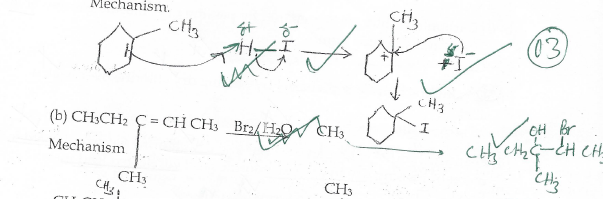 Mechanism.
CH₃ CH₃
δ+ δ-
H—I + I⁻ 03
CH₃
I
(b) CH₃CH₂ C = CH CH₃ Br₂/H₂O CH₃
OH Br
CH₃ CH₂ C—CH CH₃
Mechanism
CH₃
CH₃
CH₃ CH₃